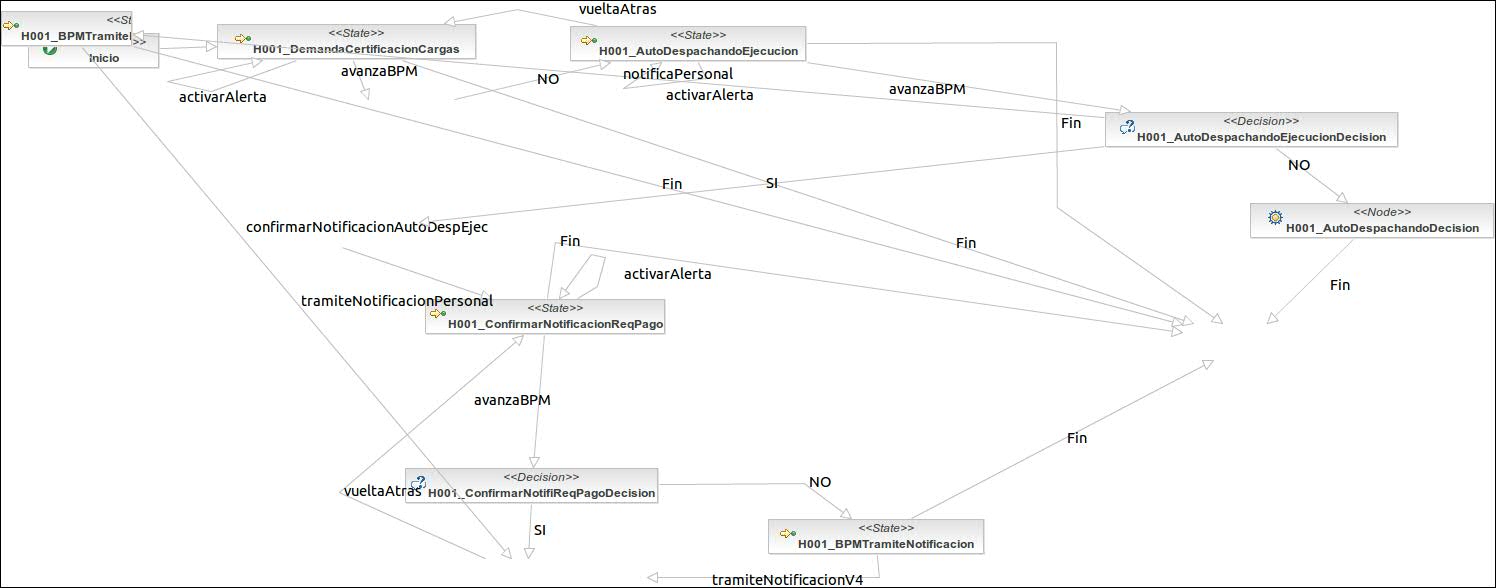 vueltaAtras
<<St
H001_BPMTramitel
>>
Inicio
<<State>>
H001_DemandaCertificacionCargas
<<State>>
H001_AutoDespachandoEjecucion
avanzaBPM
NO
notificaPersonal
activarAlerta
activarAlerta
avanzaBPM
Fin
<<Decision>>
H001_AutoDespachandoEjecucionDecision
NO
Fin
SI
<<Node>>
H001_AutoDespachandoDecision
confirmarNotificacionAutoDespEjec
Fin
Fin
activarAlerta
Fin
tramiteNotificacionPersonal
<<State>>
H001_ConfirmarNotificacionReqPago
avanzaBPM
Fin
<<Decision>>
H001_ConfirmarNotifiReqPagoDecision
vueltaAtras
NO
SI
<<State>>
H001_BPMTramiteNotificacion
tramiteNotificacionV4